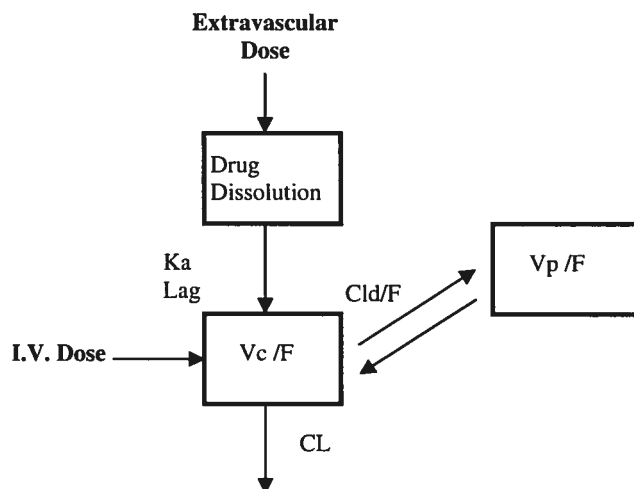 Extravascular
Dose
Drug
Dissolution
Ka
Lag
Cld/F
Vp /F
I.V. Dose
Vc /F
CL